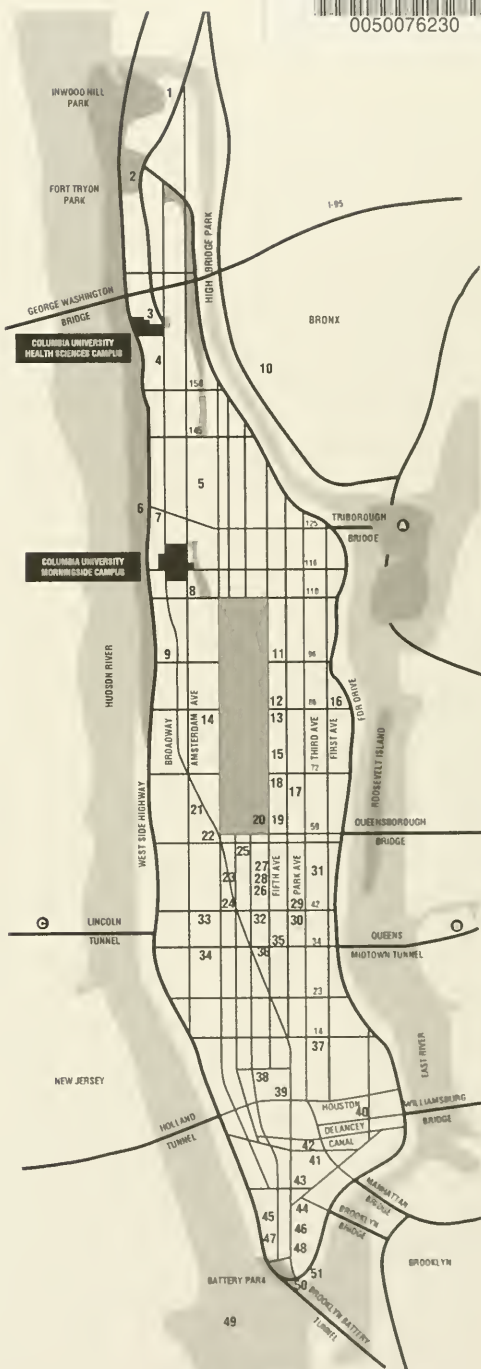 0050076230
INWOOD HILL
PARK
1
2
FORT TRYON
PARK
HIGH BRIDGE PARK
I-95
GEORGE WASHINGTON
BRIDGE
BRONX
3
COLUMBIA UNIVERSITY
HEALTH SCIENCES CAMPUS
4
10
145
5
6
7
125
TRIBOROUGH
BRIDGE
A
COLUMBIA UNIVERSITY
MORNINGSIDE CAMPUS
116
8
110
HUDSON RIVER
9
11
96
BROADWAY
AMSTERDAM AVE
12
86
16
FDR DRIVE
14
13
THIRD AVE
FIRST AVE
15
72
ROOSEVELT ISLAND
WEST SIDE HIGHWAY
18
17
21
20
19
59
QUEENSBOROUGH
BRIDGE
22
25
FIFTH AVE
PARK AVE
27
28
26
31
23
24
29
42
33
32
30
C
LINCOLN
TUNNEL
B
QUEENS
MIDTOWN TUNNEL
35
34
34
36
23
14
37
EAST RIVER
NEW JERSEY
38
39
HOUSTON
40
WILLIAMSBURG
BRIDGE
HOLLAND
TUNNEL
DELANCEY
42
CANAL
41
43
MANHATTAN
BRIDGE
45
44
BROOKLYN
BRIDGE
46
47
48
BROOKLYN
BATTERY PARK
51
50
BROOKLYN BATTERY
TUNNEL
49